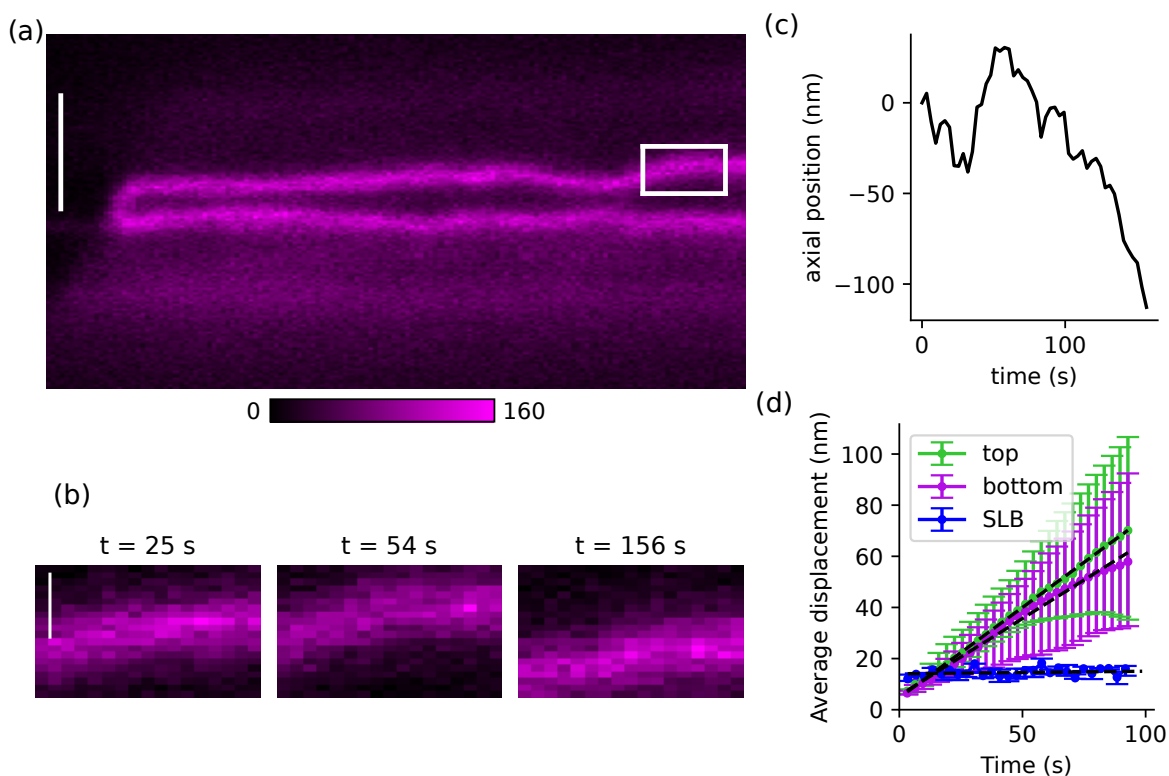 (a)
0 160
(b)
t = 25 s t = 54 s t = 156 s
(c)
axial position (nm)
0
−50
−100
0 100
time (s)
(d)
Average displacement (nm)
100
80
60
40
20
0
top
bottom
SLB
0 50 100
Time (s)